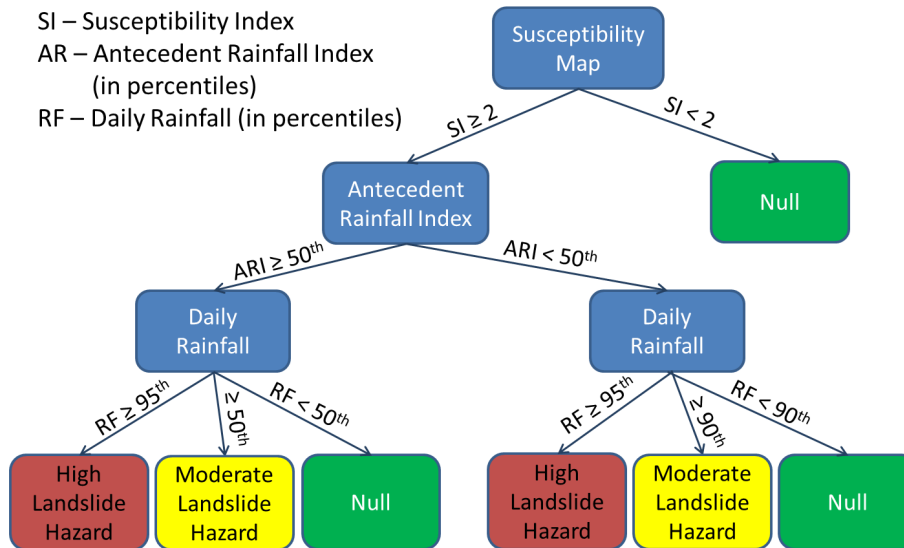 SI – Susceptibility Index
AR – Antecedent Rainfall Index
(in percentiles)
RF – Daily Rainfall (in percentiles)
Susceptibility
Map
SI ≥ 2
SI < 2
Antecedent
Rainfall Index
Null
ARI ≥ 50th
ARI < 50th
Daily
Rainfall
Daily
Rainfall
RF ≥ 95th
≥ 50th
RF < 50th
RF ≥ 95th
≥ 90th
RF < 90th
High
Landslide
Hazard
Moderate
Landslide
Hazard
Null
High
Landslide
Hazard
Moderate
Landslide
Hazard
Null